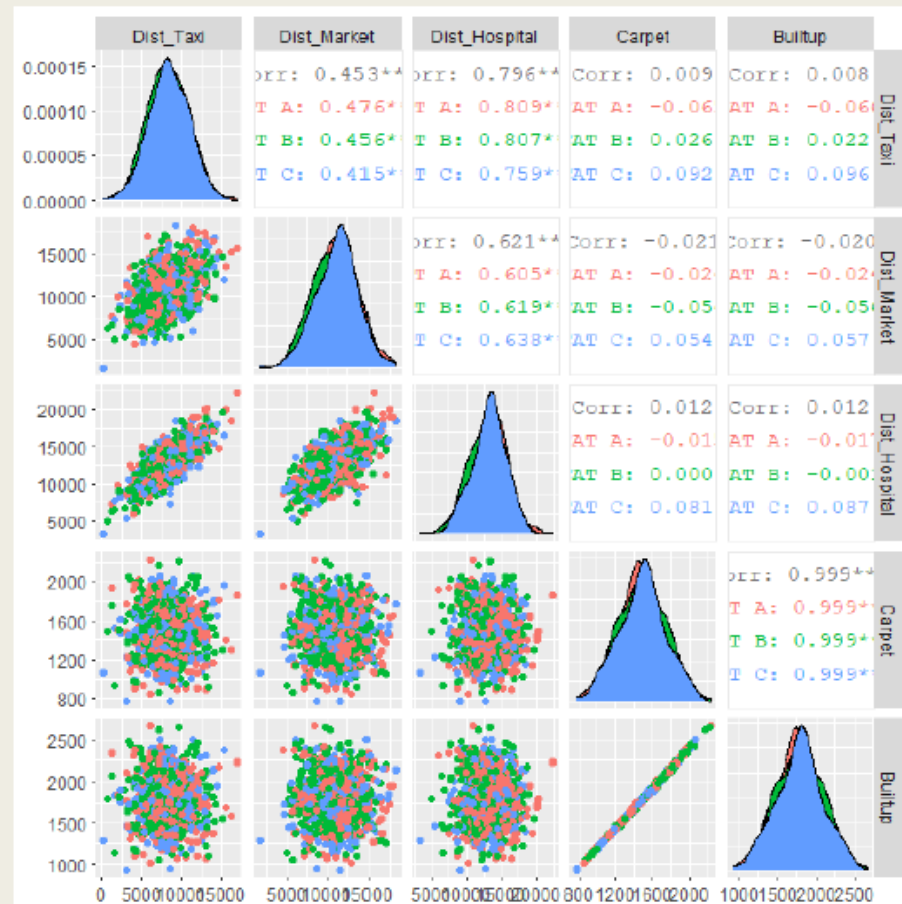 Dist_Taxi Dist_Market Dist_Hospital Carpet Builtup
0.00015
0.00010
0.00005
0.00000
orr: 0.453**
T A: 0.476*
T B: 0.456*
T C: 0.415*
orr: 0.796**
T A: 0.809*
T B: 0.807*
T C: 0.759*
Corr: 0.009
AT A: -0.06
AT B: 0.026
AT C: 0.092
Corr: 0.008
AT A: -0.06
AT B: 0.022
AT C: 0.096
Dist_Taxi
15000
10000
5000
orr: 0.621**
T A: 0.605*
T B: 0.619*
T C: 0.638*
Corr: -0.021
AT A: -0.02
AT B: -0.05
AT C: 0.054
Corr: -0.020
AT A: -0.02
AT B: -0.05
AT C: 0.057
Dist_Market
20000
15000
10000
5000
Corr: 0.012
AT A: -0.01
AT B: 0.000
AT C: 0.081
Corr: 0.012
AT A: -0.01
AT B: -0.00
AT C: 0.087
Dist_Hospital
2000
1600
1200
800
orr: 0.999**
T A: 0.999*
T B: 0.999*
T C: 0.999*
Carpet
2500
2000
1500
1000
Builtup
0 50001000015000 50001000015000 5000100001500020000 800 120016002000 1000150020002500